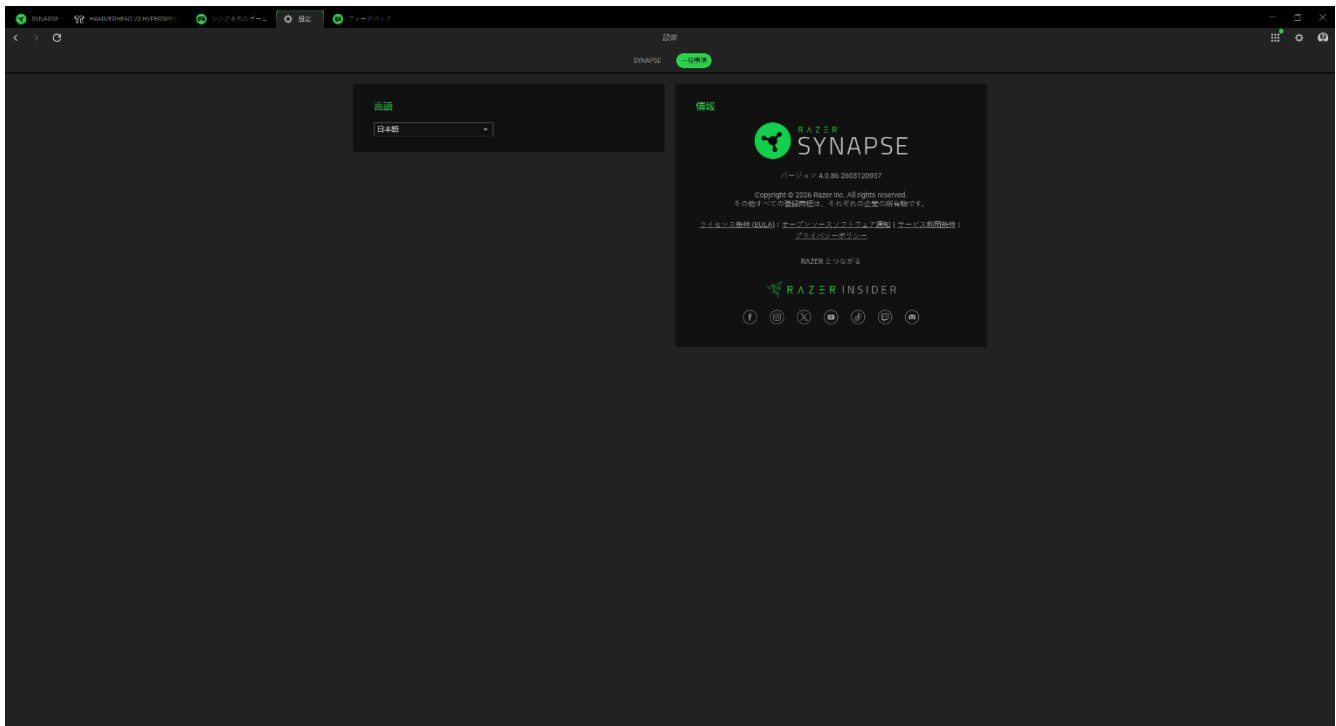 SYNAPSE
HAMMERHEAD V3 HYPERSPEE
リンクされたゲーム
設定
フィードバック
設定
SYNAPSE
言語
日本語
情報
RAZER
SYNAPSE
バージョン 4.0.86.2603120957
Copyright © 2026 Razer Inc. All rights reserved.
その他すべての登録商標は、それぞれの企業の所有物です。
ライセンス条件 (EULA) | オープンソースソフトウェア通知 | サービス利用条件 |
プライバシーポリシー
RAZER とつながる
RAZER INSIDER